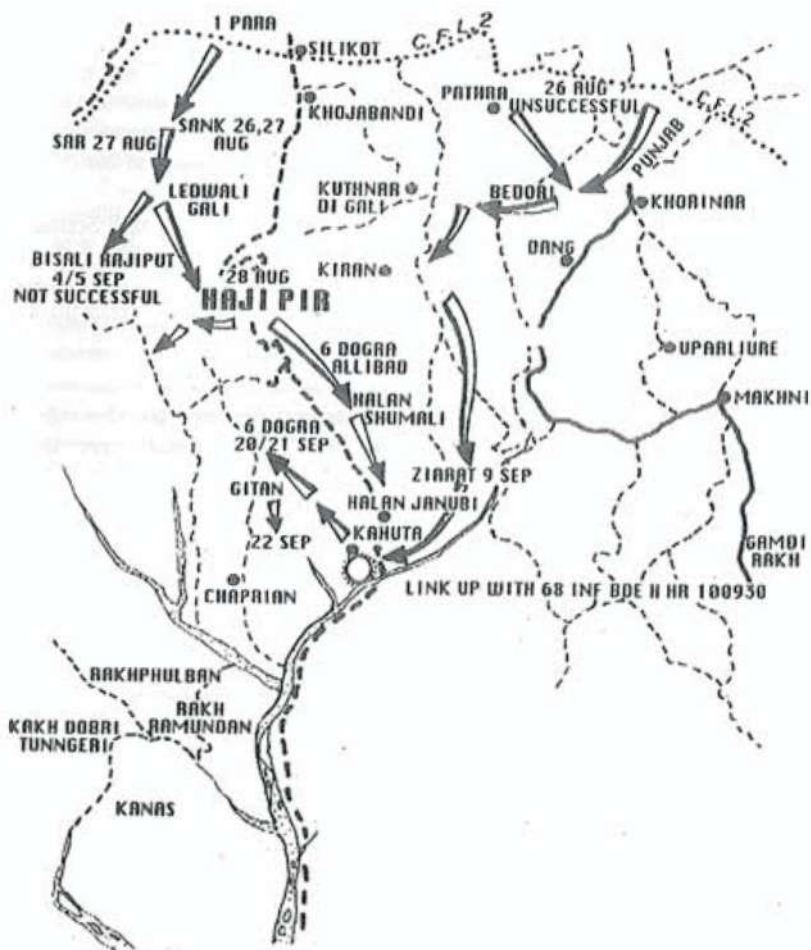 1 PARA
SILIKOT
C.F.L.2
KHOJABANDI
PATHRA
26 AUG
UNSUCCESSFUL
C.F.L.2
PUNJAB
SANK 26,27
AUG
SAR 27 AUG
LEDWALI
GALI
KUTHNAR
DI GALI
BEDORI
KHORINAR
DANG
BISALI RAJIPUT
4/5 SEP
NOT SUCCESSFUL
28 AUG
HAJI PIR
KIRAN
6 DOGRA
ALLIBAD
UPARLIURE
HALAN
SHUMALI
MAKHNI
6 DOGRA
20/21 SEP
GITAN
ZIARAT 9 SEP
HALAN JANUBI
KAHUTA
22 SEP
GAMDI
RAKH
CHAPRIAN
LINK UP WITH 68 INF BDE H HR 100930
RAKHPHULBAN
RAKH
RAMUNDAN
KAKH DOBRI
TUNNGERI
KANAS